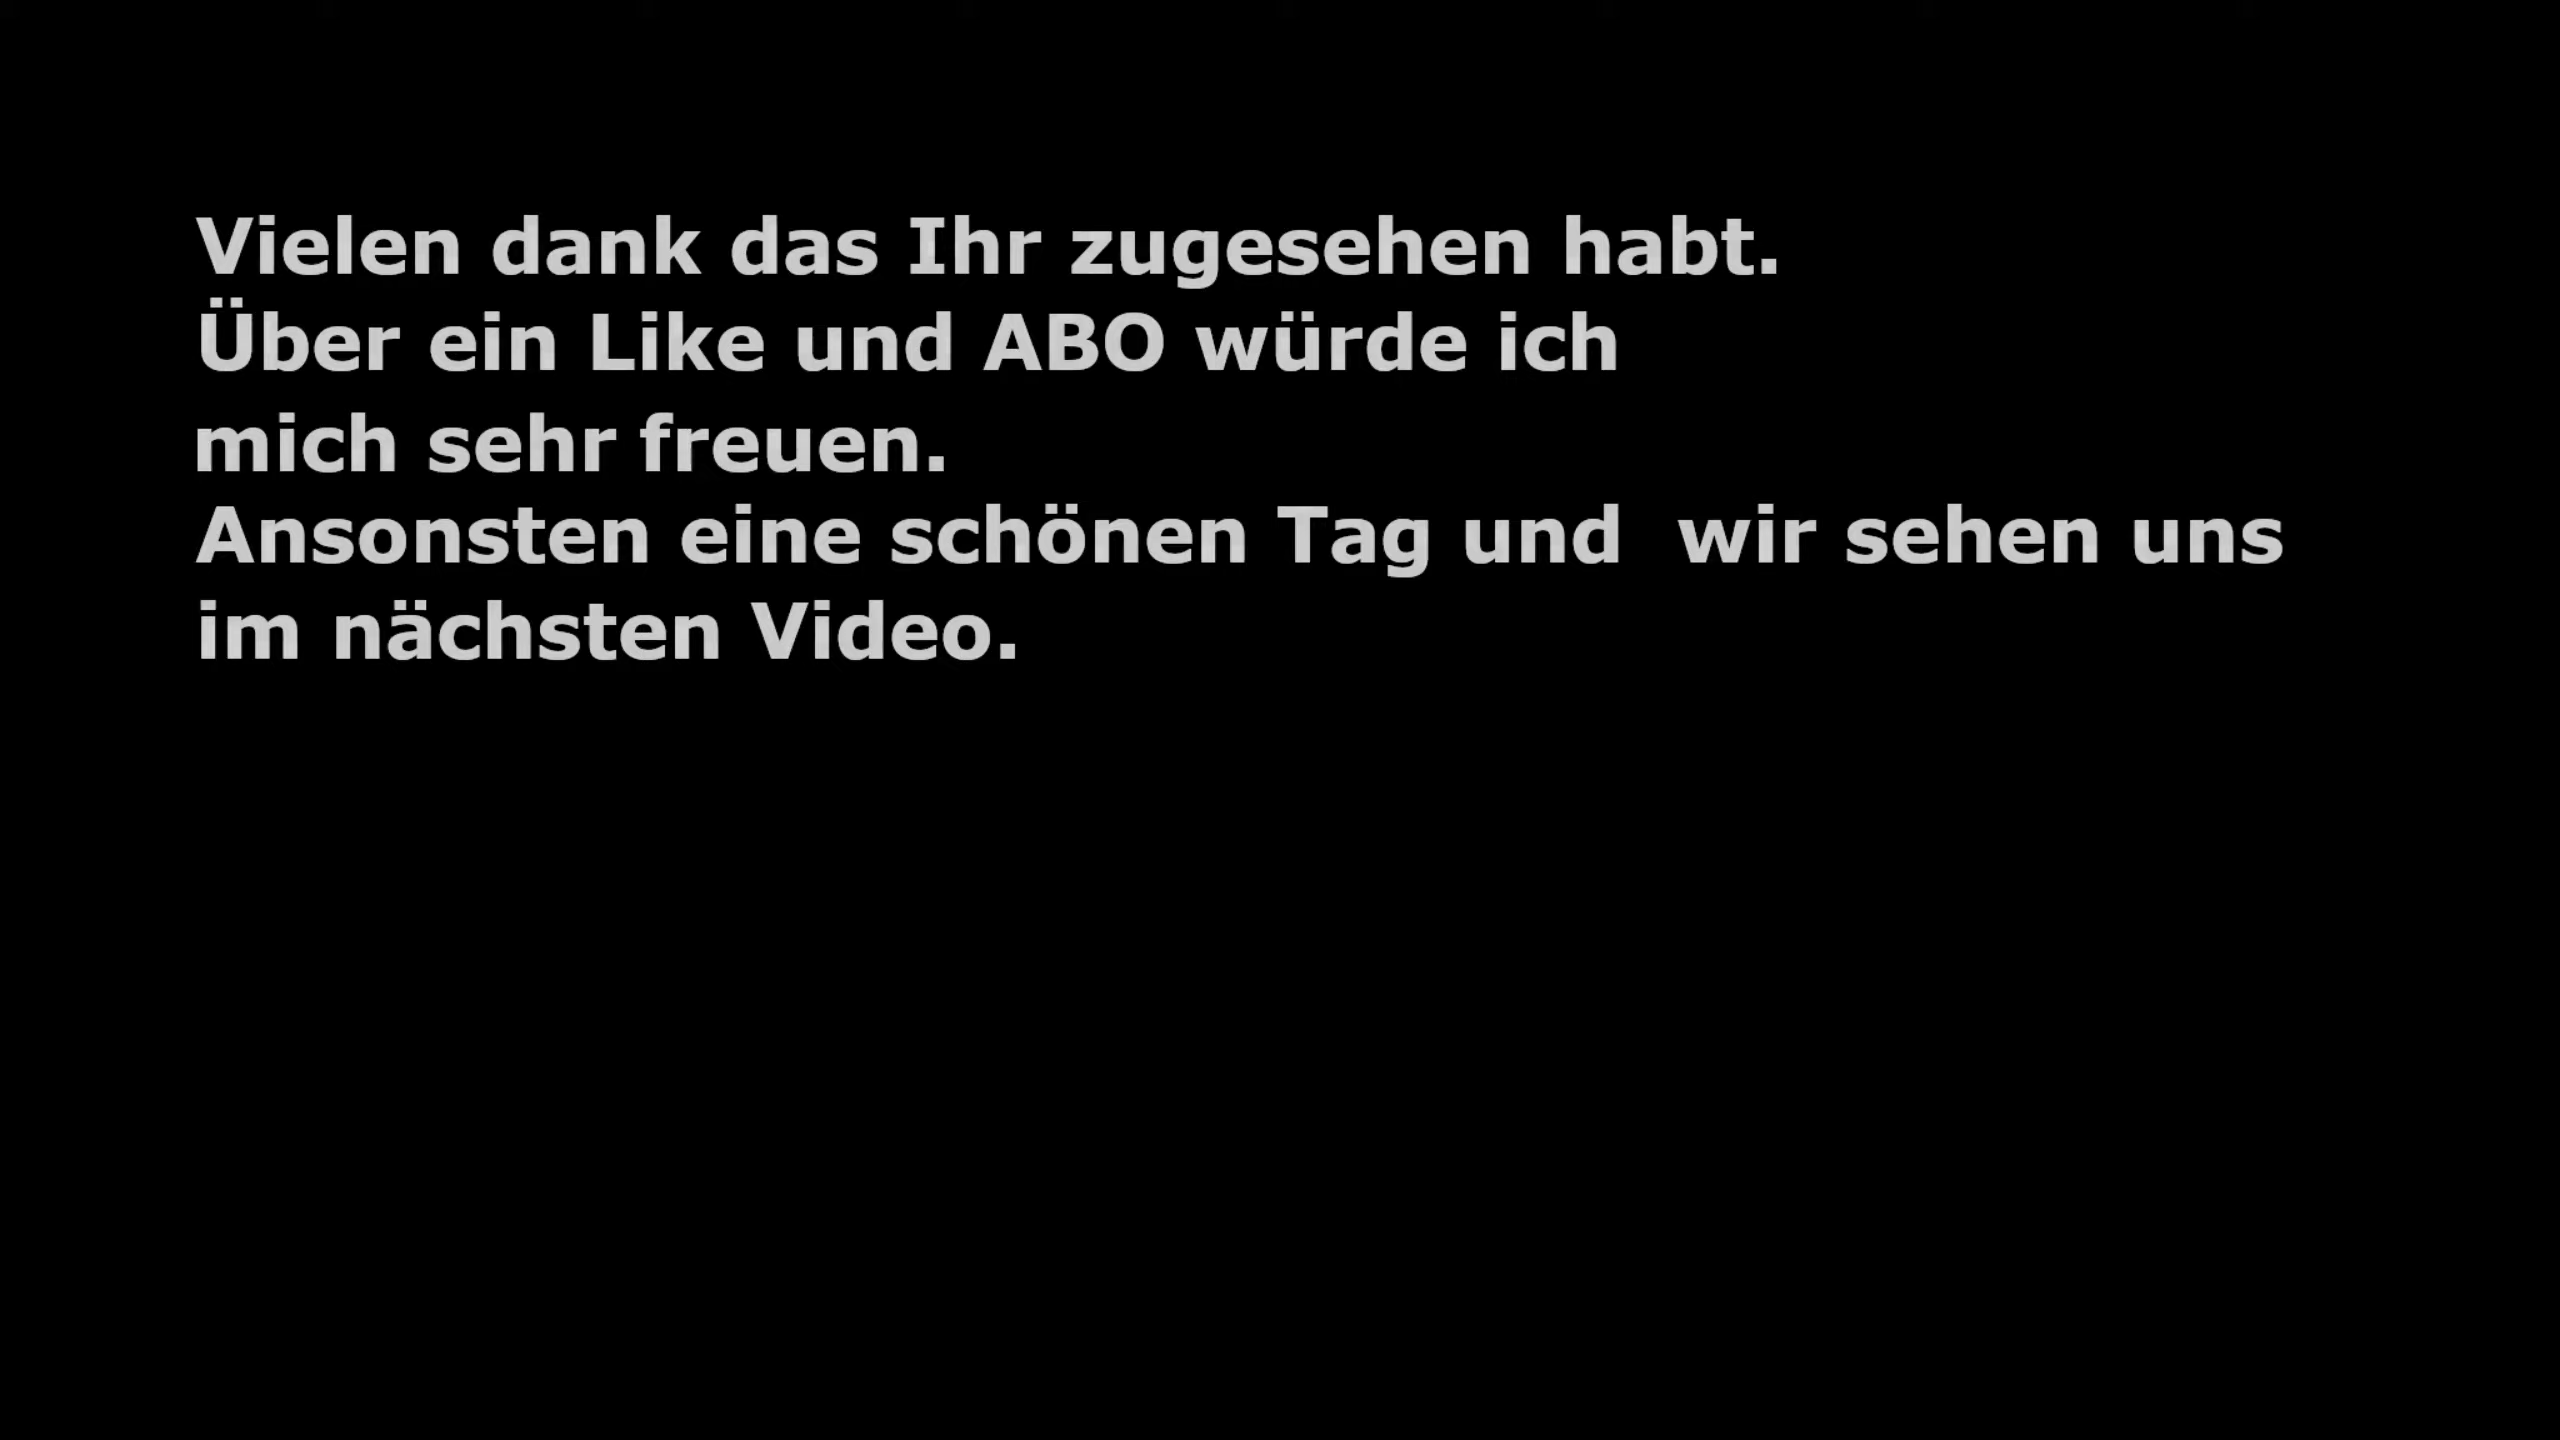 Vielen dank das Ihr zugesehen habt.
Über ein Like und ABO würde ich
mich sehr freuen.
Ansonsten eine schönen Tag und  wir sehen uns
im nächsten Video.